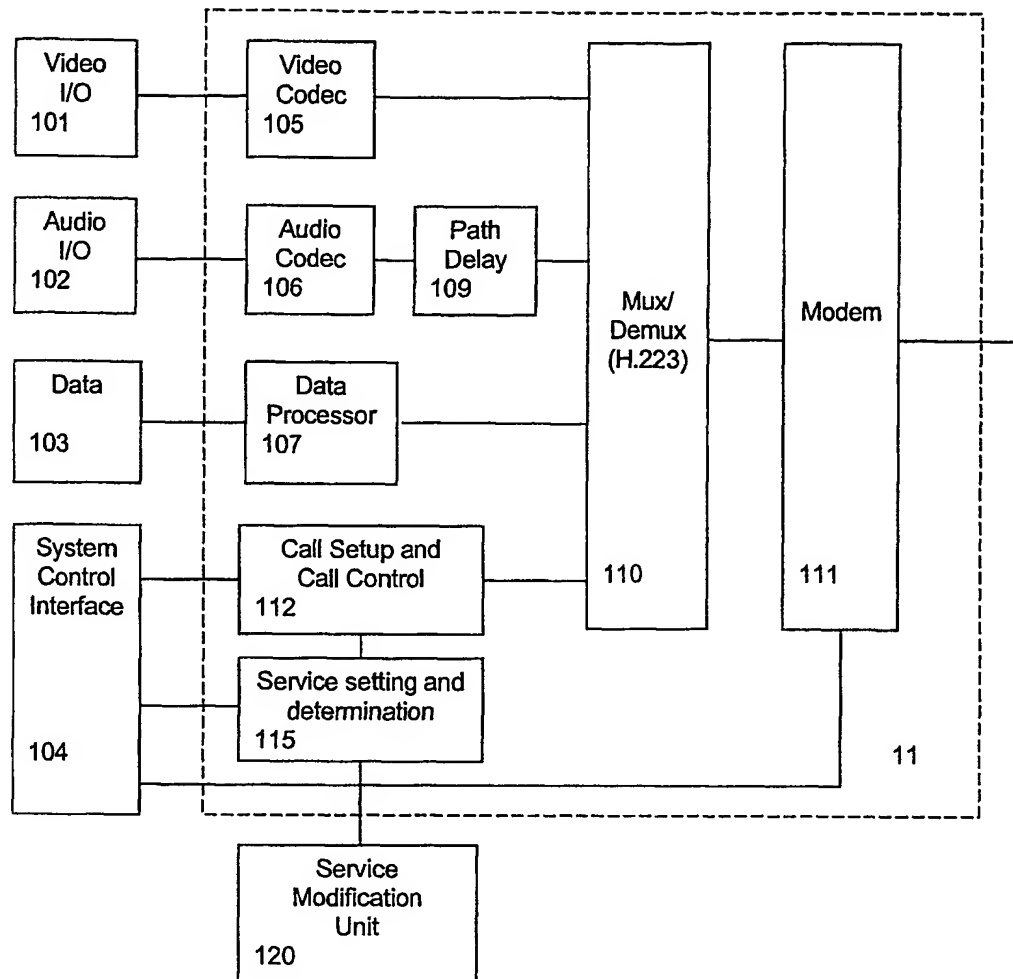 Video
I/O
101
Video
Codec
105
Audio
I/O
102
Audio
Codec
106
Path
Delay
109
Mux/
Demux
(H.223)
110
Modem
111
Data
103
Data
Processor
107
System
Control
Interface
104
Call Setup and
Call Control
112
Service setting and
determination
115
11
Service
Modification
Unit
120